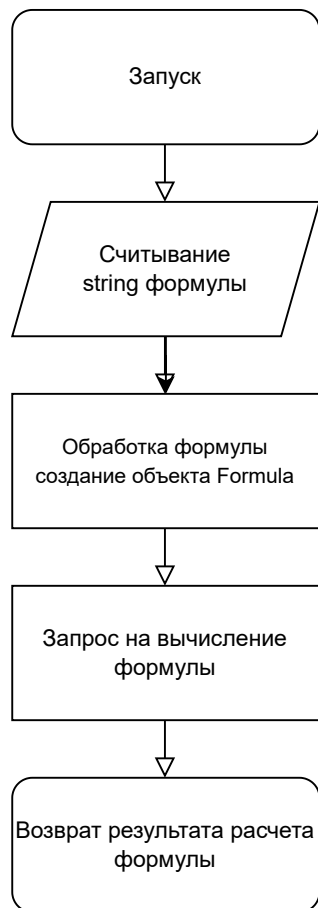 Запуск
Считывание
string формулы
Обработка формулы
создание объекта Formula
Запрос на вычисление
формулы
Возврат результата расчета
формулы